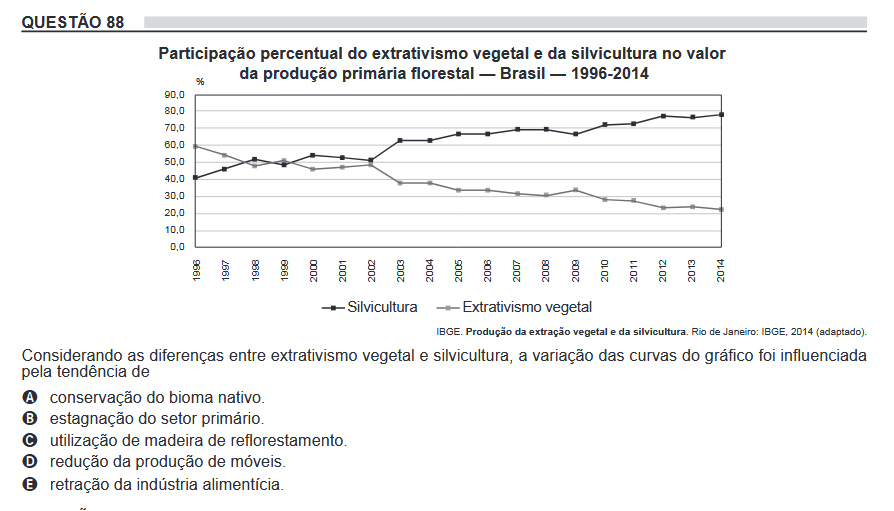 QUESTÃO 88
Participação percentual do extrativismo vegetal e da silvicultura no valor
da produção primária florestal — Brasil — 1996-2014
%
90,0
80,0
70,0
60,0
50,0
40,0
30,0
20,0
10,0
0,0
1996 1997 1998 1999 2000 2001 2002 2003 2004 2005 2006 2007 2008 2009 2010 2011 2012 2013 2014
Silvicultura Extrativismo vegetal
IBGE. Produção da extração vegetal e da silvicultura. Rio de Janeiro: IBGE, 2014 (adaptado).
Considerando as diferenças entre extrativismo vegetal e silvicultura, a variação das curvas do gráfico foi influenciada
pela tendência de
A conservação do bioma nativo.
B estagnação do setor primário.
C utilização de madeira de reflorestamento.
D redução da produção de móveis.
E retração da indústria alimentícia.